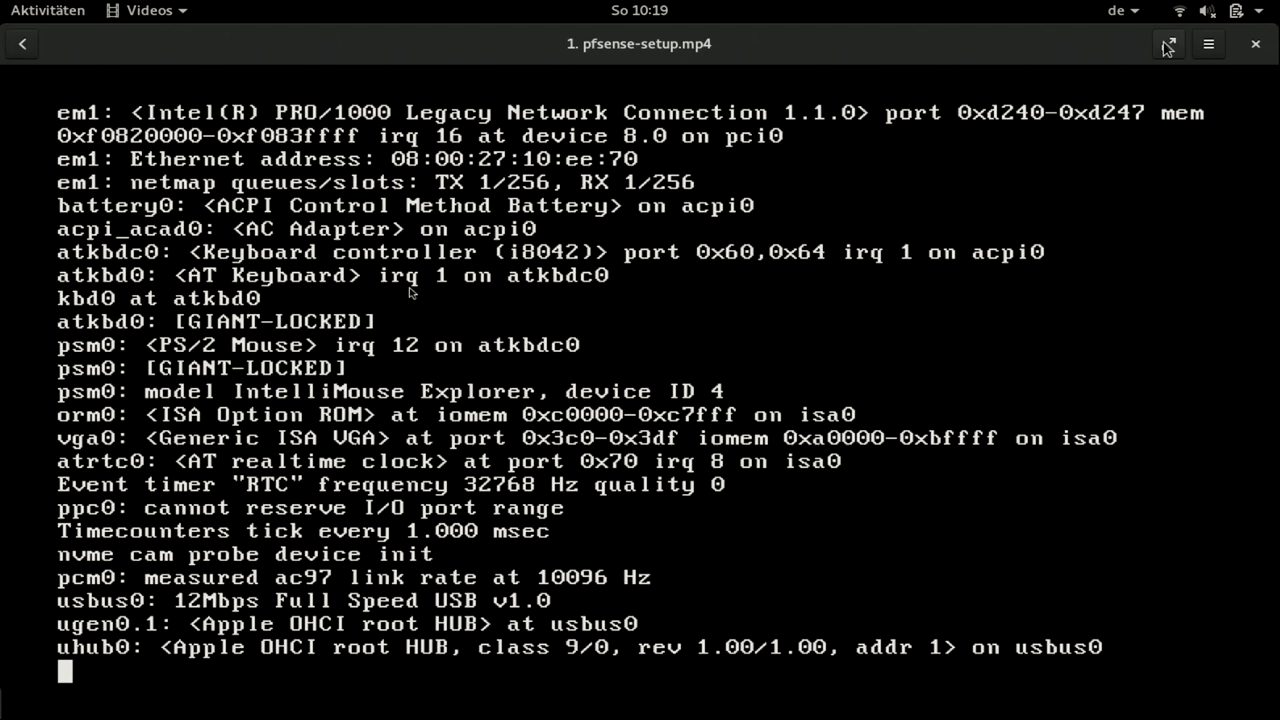 Aktivitäten Videos So 10:19 de
1. pfsense-setup.mp4
em1: <Intel(R) PRO/1000 Legacy Network Connection 1.1.0> port 0xd240-0xd247 mem
0xf0820000-0xf083ffff irq 16 at device 8.0 on pci0
em1: Ethernet address: 08:00:27:10:ee:70
em1: netmap queues/slots: TX 1/256, RX 1/256
battery0: <ACPI Control Method Battery> on acpi0
acpi_acad0: <AC Adapter> on acpi0
atkbdc0: <Keyboard controller (i8042)> port 0x60,0x64 irq 1 on acpi0
atkbd0: <AT Keyboard> irq 1 on atkbdc0
kbd0 at atkbd0
atkbd0: [GIANT-LOCKED]
psm0: <PS/2 Mouse> irq 12 on atkbdc0
psm0: [GIANT-LOCKED]
psm0: model IntelliMouse Explorer, device ID 4
orm0: <ISA Option ROM> at iomem 0xc0000-0xc7fff on isa0
vga0: <Generic ISA VGA> at port 0x3c0-0x3df iomem 0xa0000-0xbffff on isa0
atrtc0: <AT realtime clock> at port 0x70 irq 8 on isa0
Event timer "RTC" frequency 32768 Hz quality 0
ppc0: cannot reserve I/O port range
Timecounters tick every 1.000 msec
nvme cam probe device init
pcm0: measured ac97 link rate at 10096 Hz
usbus0: 12Mbps Full Speed USB v1.0
ugen0.1: <Apple OHCI root HUB> at usbus0
uhub0: <Apple OHCI root HUB, class 9/0, rev 1.00/1.00, addr 1> on usbus0